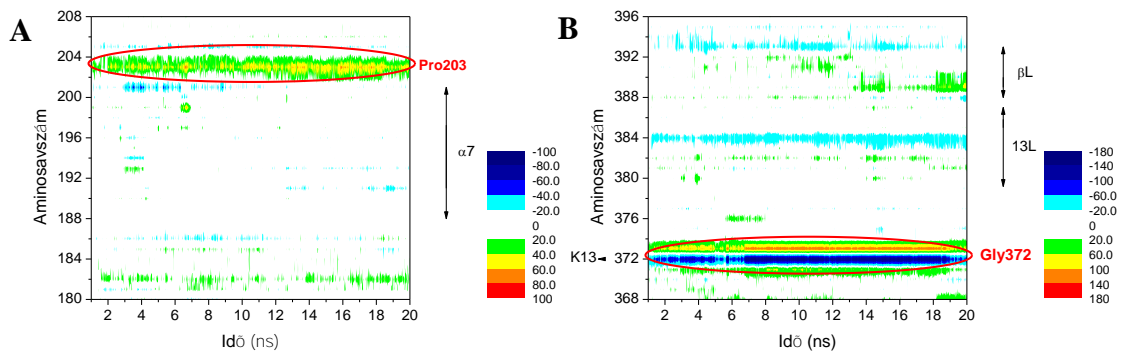 A
Aminosavszám
208
204
200
196
192
188
184
180
2 4 6 8 10 12 14 16 18 20
Idõ (ns)
Pro203
α7
-100
-80.0
-60.0
-40.0
-20.0
0
20.0
40.0
60.0
80.0
100
B
Aminosavszám
396
392
388
384
380
376
372
368
K13
2 4 6 8 10 12 14 16 18 20
Idõ (ns)
Gly372
βL
13L
-180
-140
-100
-60.0
-20.0
0
20.0
60.0
100
140
180